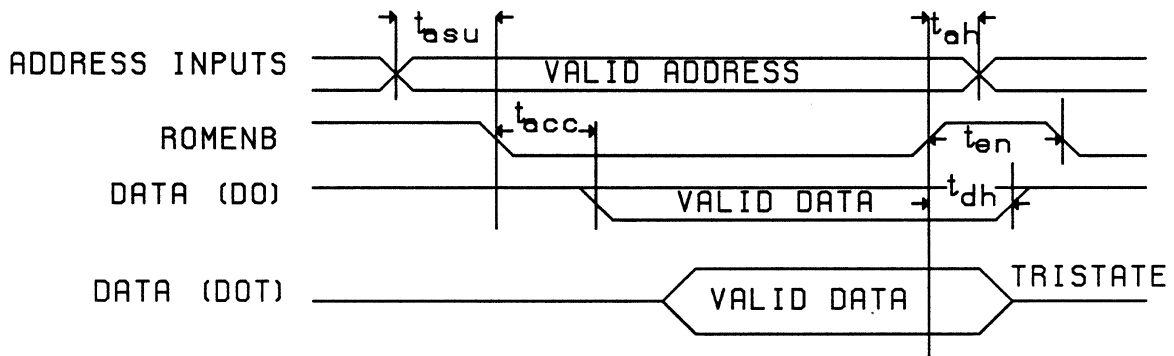 tasu
tah
ADDRESS INPUTS
VALID ADDRESS
tacc
ROMENB
ten
DATA (DO)
VALID DATA
tdh
TRISTATE
DATA (DOT)
VALID DATA